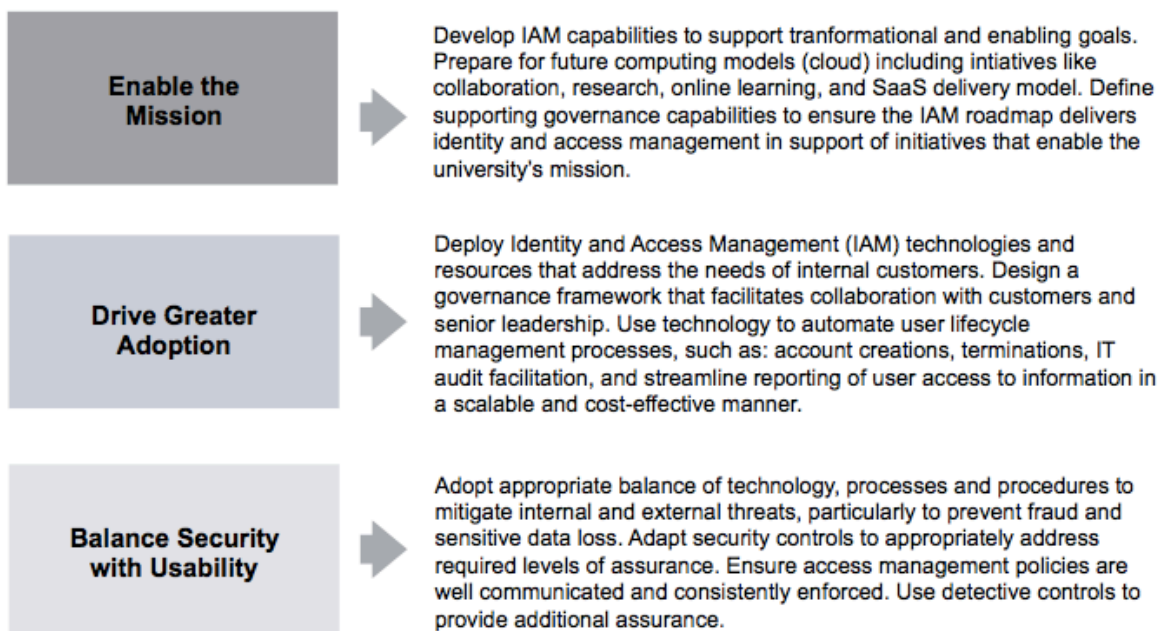 Enable the
Mission
Develop IAM capabilities to support tranformational and enabling goals.
Prepare for future computing models (cloud) including intiatives like
collaboration, research, online learning, and SaaS delivery model. Define
supporting governance capabilities to ensure the IAM roadmap delivers
identity and access management in support of initiatives that enable the
university's mission.
Drive Greater
Adoption
Deploy Identity and Access Management (IAM) technologies and
resources that address the needs of internal customers. Design a
governance framework that facilitates collaboration with customers and
senior leadership. Use technology to automate user lifecycle
management processes, such as: account creations, terminations, IT
audit facilitation, and streamline reporting of user access to information in
a scalable and cost-effective manner.
Balance Security
with Usability
Adopt appropriate balance of technology, processes and procedures to
mitigate internal and external threats, particularly to prevent fraud and
sensitive data loss. Adapt security controls to appropriately address
required levels of assurance. Ensure access management policies are
well communicated and consistently enforced. Use detective controls to
provide additional assurance.